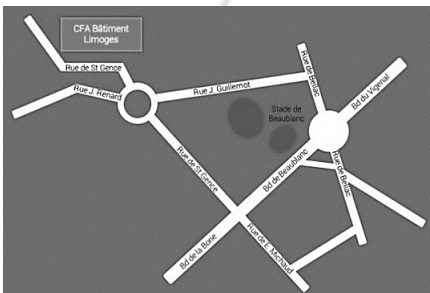 CFA Bâtiment
Limoges
Rue de St Gence
Rue J. Renard
Rue J. Guillemot
Rue de Bellac
Bd du Vigenal
Stade de
Beaublanc
Rue de St Gence
Bd de Beaublanc
Rue de Bellac
Bd de la Borie
Rue de E. Michaud